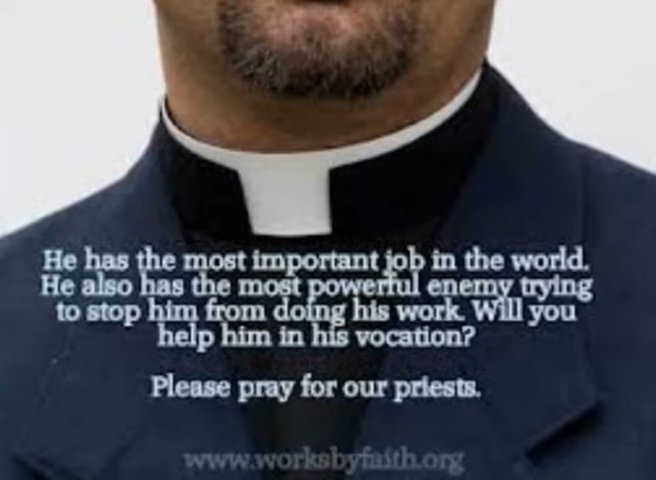 He has the most important job in the world.
He also has the most powerful enemy trying
to stop him from doing his work. Will you
help him in his vocation?
Please pray for our priests.
www.worksbyfaith.org